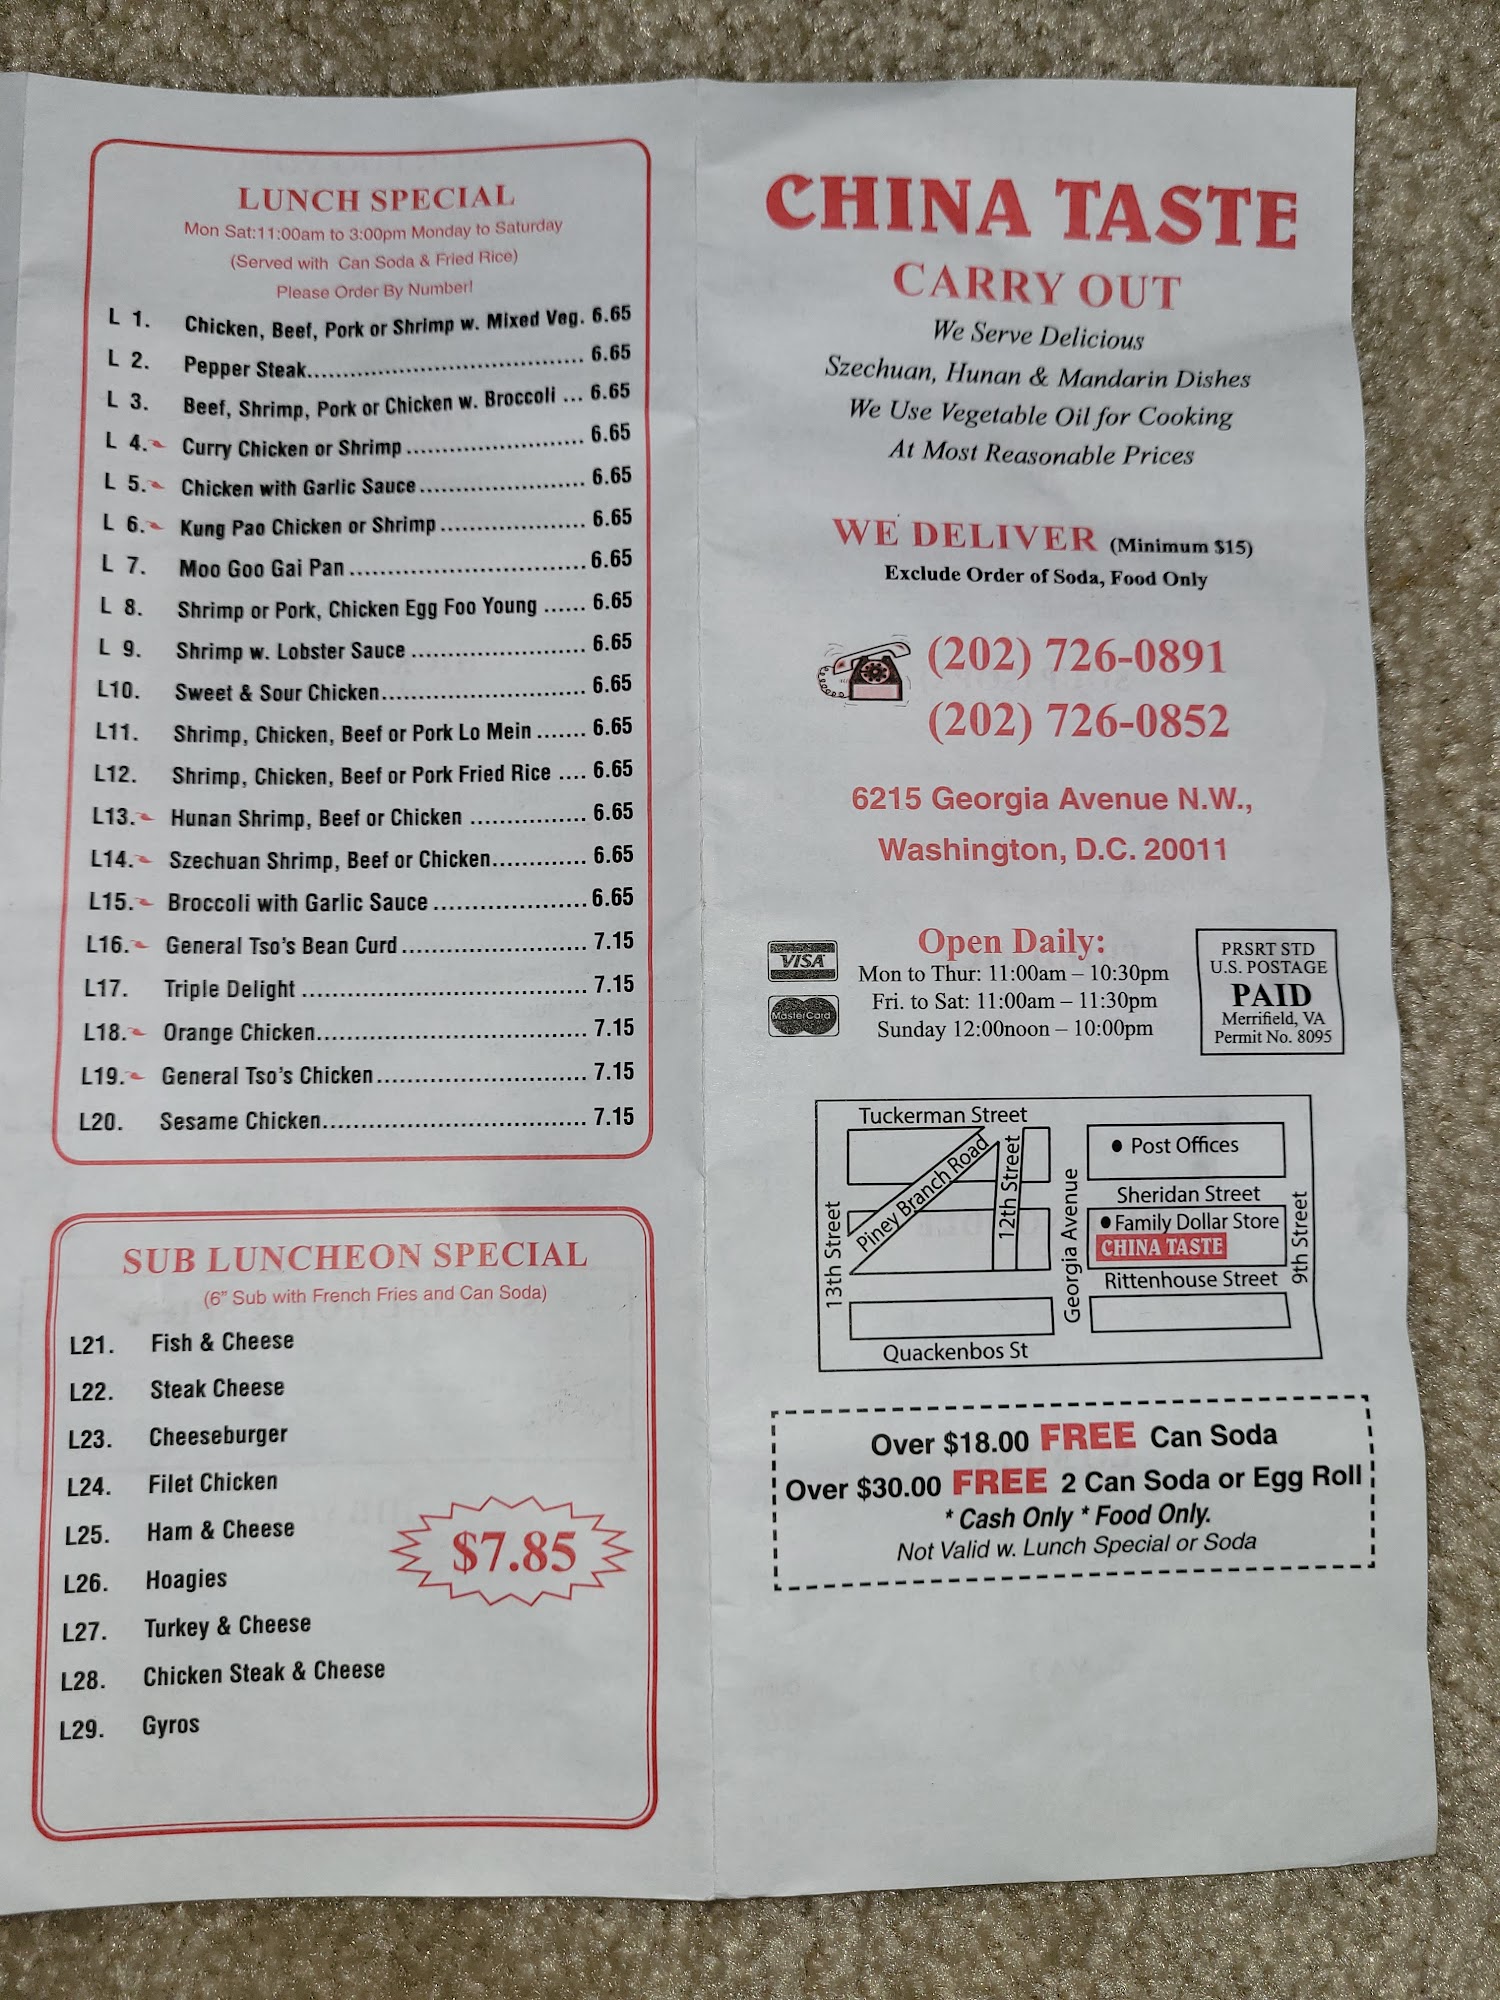 LUNCH SPECIAL
Mon Sat:11:00am to 3:00pm Monday to Saturday
(Served with Can Soda & Fried Rice)
Please Order By Number!
L 1. Chicken, Beef, Pork or Shrimp w. Mixed Veg. 6.65
L 2. Pepper Steak 6.65
L 3. Beef, Shrimp, Pork or Chicken w. Broccoli ... 6.65
L 4. Curry Chicken or Shrimp 6.65
L 5. Chicken with Garlic Sauce 6.65
L 6. Kung Pao Chicken or Shrimp 6.65
L 7. Moo Goo Gai Pan 6.65
L 8. Shrimp or Pork, Chicken Egg Foo Young ...... 6.65
L 9. Shrimp w. Lobster Sauce 6.65
L10. Sweet & Sour Chicken 6.65
L11. Shrimp, Chicken, Beef or Pork Lo Mein ....... 6.65
L12. Shrimp, Chicken, Beef or Pork Fried Rice .... 6.65
L13. Hunan Shrimp, Beef or Chicken 6.65
L14. Szechuan Shrimp, Beef or Chicken 6.65
L15. Broccoli with Garlic Sauce 6.65
L16. General Tso's Bean Curd 7.15
L17. Triple Delight 7.15
L18. Orange Chicken 7.15
L19. General Tso's Chicken 7.15
L20. Sesame Chicken 7.15
SUB LUNCHEON SPECIAL
(6" Sub with French Fries and Can Soda)
L21. Fish & Cheese
L22. Steak Cheese
L23. Cheeseburger
L24. Filet Chicken
L25. Ham & Cheese
L26. Hoagies
L27. Turkey & Cheese
L28. Chicken Steak & Cheese
L29. Gyros
$7.85
CHINA TASTE
CARRY OUT
We Serve Delicious
Szechuan, Hunan & Mandarin Dishes
We Use Vegetable Oil for Cooking
At Most Reasonable Prices
WE DELIVER (Minimum $15)
Exclude Order of Soda, Food Only
(202) 726-0891
(202) 726-0852
6215 Georgia Avenue N.W.,
Washington, D.C. 20011
VISA
MasterCard
Open Daily:
Mon to Thur: 11:00am – 10:30pm
Fri. to Sat: 11:00am – 11:30pm
Sunday 12:00noon – 10:00pm
PRSRT STD
U.S. POSTAGE
PAID
Merrifield, VA
Permit No. 8095
Tuckerman Street
Piney Branch Road
12th Street
13th Street
Georgia Avenue
• Post Offices
Sheridan Street
• Family Dollar Store
CHINA TASTE
Rittenhouse Street
9th Street
Quackenbos St
Over $18.00 FREE Can Soda
Over $30.00 FREE 2 Can Soda or Egg Roll
* Cash Only * Food Only.
Not Valid w. Lunch Special or Soda